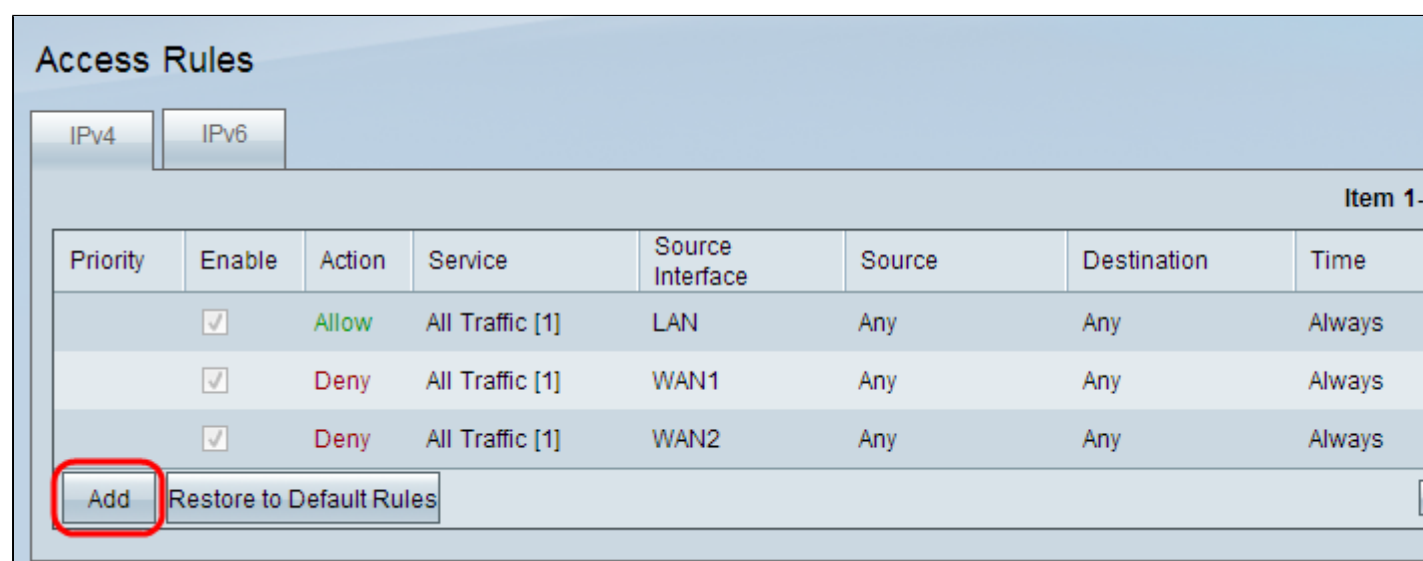 Access Rules
IPv4 IPv6
Item 1-
Priority Enable Action Service Source Interface Source Destination Time
Allow All Traffic [1] LAN Any Any Always
Deny All Traffic [1] WAN1 Any Any Always
Deny All Traffic [1] WAN2 Any Any Always
Add Restore to Default Rules